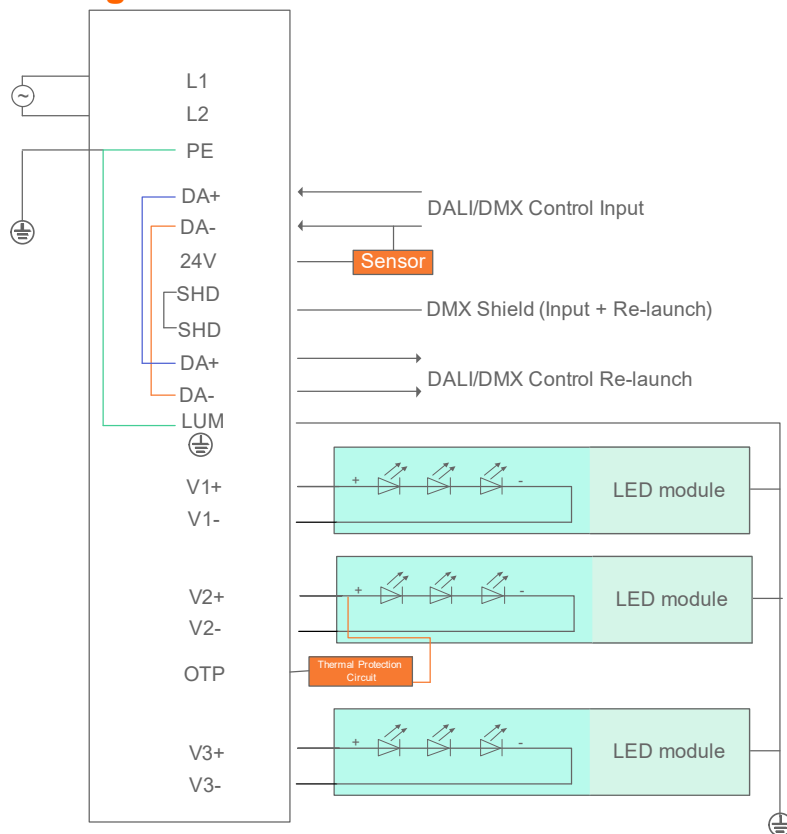 L1
L2
PE
DA+
DALI/DMX Control Input
DA-
24V
Sensor
SHD
DMX Shield (Input + Re-launch)
SHD
DA+
DALI/DMX Control Re-launch
DA-
LUM
V1+
+
-
LED module
V1-
V2+
+
-
LED module
V2-
OTP
Thermal Protection
Circuit
V3+
+
-
LED module
V3-